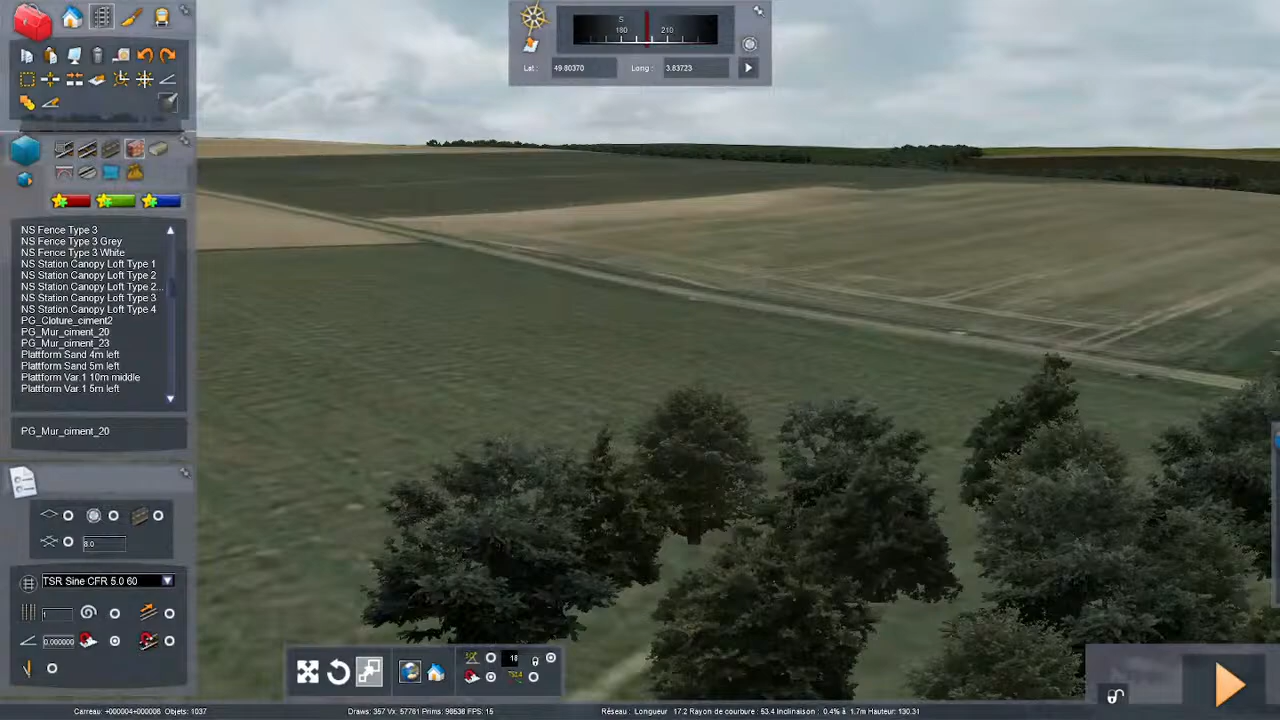 S
180
210
Lat :
49.80370
Long :
3.83723
NS Fence Type 3
NS Fence Type 3 Grey
NS Fence Type 3 White
NS Station Canopy Loft Type 1
NS Station Canopy Loft Type 2
NS Station Canopy Loft Type 2...
NS Station Canopy Loft Type 3
NS Station Canopy Loft Type 4
PG_Cloture_ciment2
PG_Mur_ciment_20
PG_Mur_ciment_23
Plattform Sand 4m left
Plattform Sand 5m left
Plattform Var.1 10m middle
Plattform Var.1 5m left
PG_Mur_ciment_20
8.0
TSR Sine CFR 5.0 60
1
0.000000
18
Carreau: +000004+000008 Objets: 1037
Draws: 357 VY: 57761 Prims: 98538 FPS: 15
Réseau : Longueur 17.2 Rayon de courbure : 53.4 Inclinaison : 0.4% à 1.7m Hauteur: 130.31